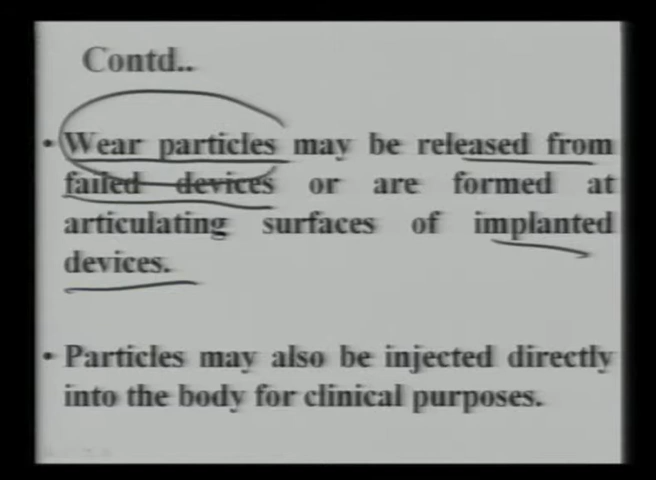 Contd..
• Wear particles may be released from
failed devices or are formed at
articulating surfaces of implanted
devices.
• Particles may also be injected directly
into the body for clinical purposes.